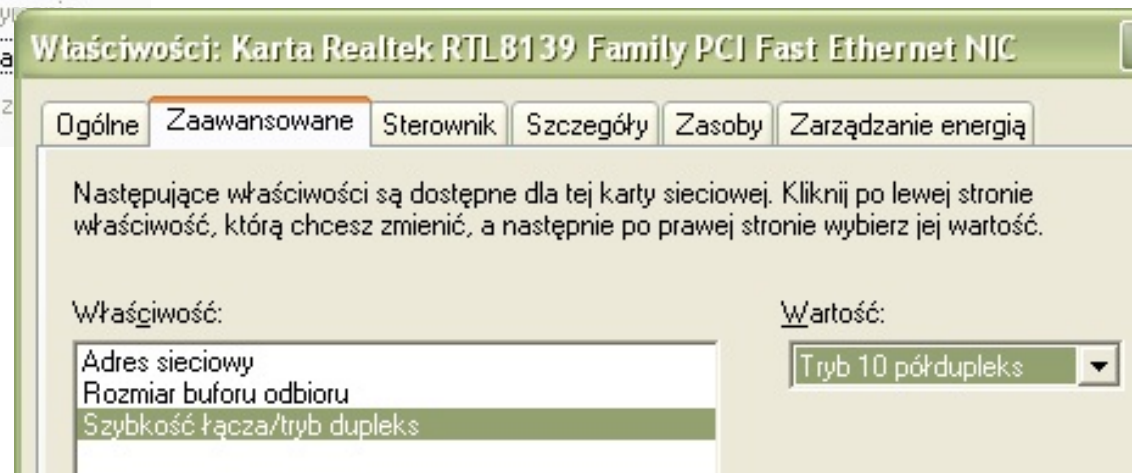 Właściwości: Karta Realtek RTL8139 Family PCI Fast Ethernet NIC
Ogólne Zaawansowane Sterownik Szczegóły Zasoby Zarządzanie energią
Następujące właściwości są dostępne dla tej karty sieciowej. Kliknij po lewej stronie
właściwość, którą chcesz zmienić, a następnie po prawej stronie wybierz jej wartość.
Właściwość: Wartość:
Adres sieciowy Tryb 10 półdupleks
Rozmiar buforu odbioru
Szybkość łącza/tryb dupleks